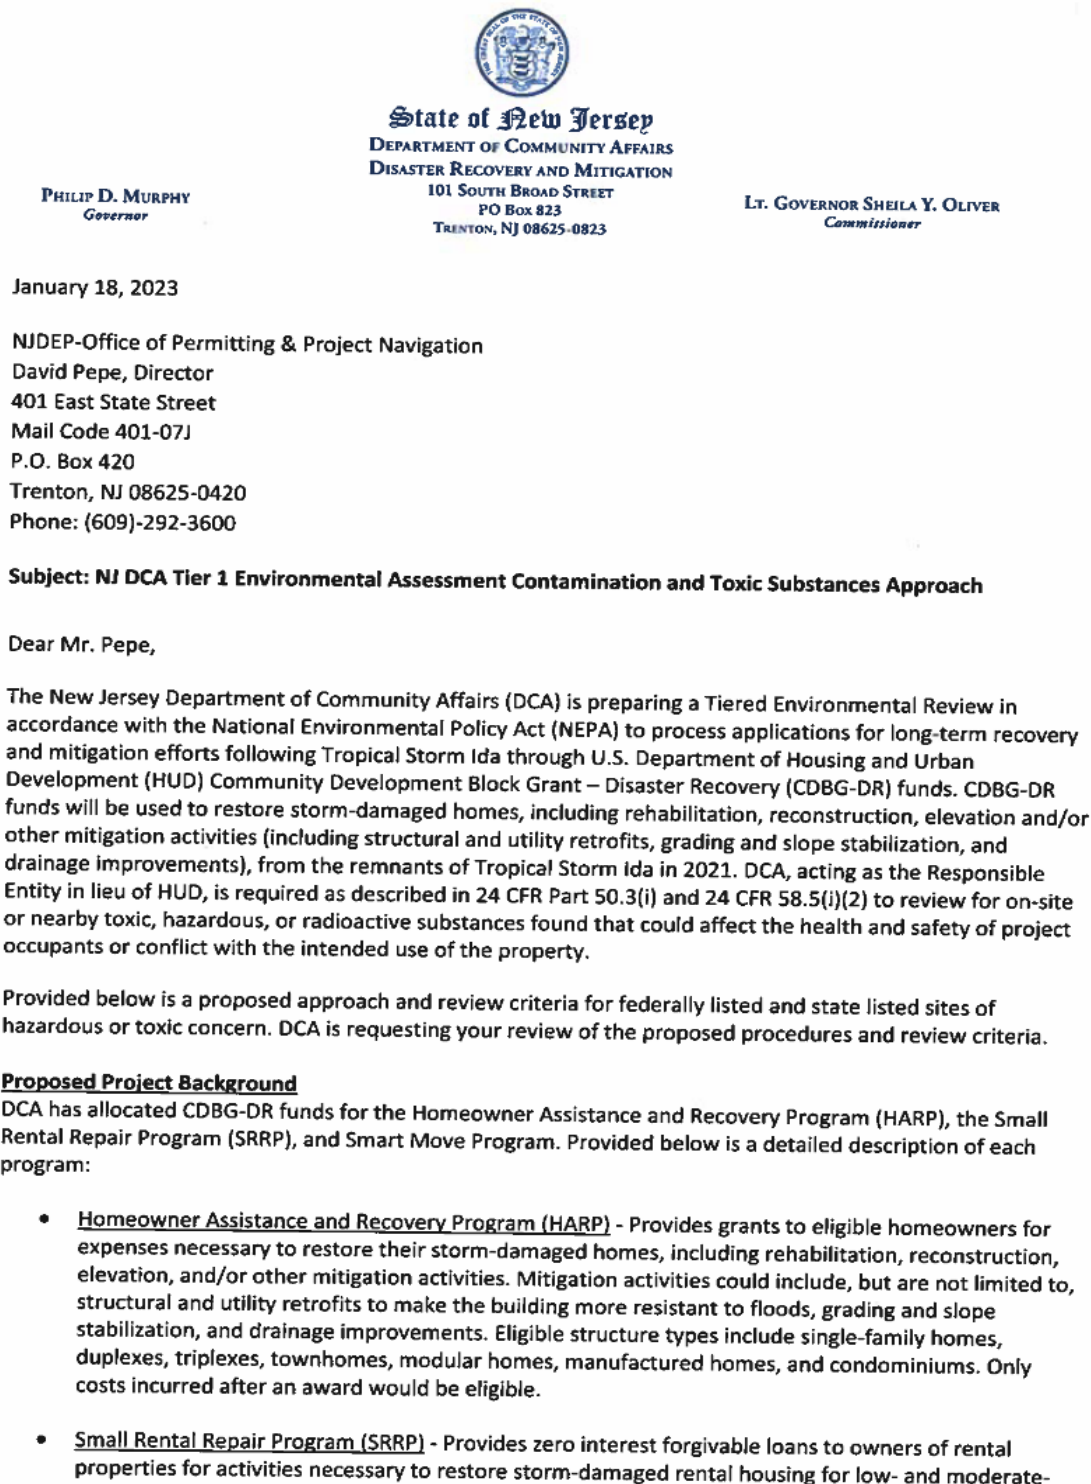 State of New Jersey
DEPARTMENT OF COMMUNITY AFFAIRS
DISASTER RECOVERY AND MITIGATION
101 SOUTH BROAD STREET
PO BOX 823
TRENTON, NJ 08625-0823
PHILIP D. MURPHY
Governor
LT. GOVERNOR SHEILA Y. OLIVER
Commissioner
January 18, 2023
NJDEP-Office of Permitting & Project Navigation
David Pepe, Director
401 East State Street
Mail Code 401-07J
P.O. Box 420
Trenton, NJ 08625-0420
Phone: (609)-292-3600
Subject: NJ DCA Tier 1 Environmental Assessment Contamination and Toxic Substances Approach
Dear Mr. Pepe,
The New Jersey Department of Community Affairs (DCA) is preparing a Tiered Environmental Review in
accordance with the National Environmental Policy Act (NEPA) to process applications for long-term recovery
and mitigation efforts following Tropical Storm Ida through U.S. Department of Housing and Urban
Development (HUD) Community Development Block Grant – Disaster Recovery (CDBG-DR) funds. CDBG-DR
funds will be used to restore storm-damaged homes, including rehabilitation, reconstruction, elevation and/or
other mitigation activities (including structural and utility retrofits, grading and slope stabilization, and
drainage improvements), from the remnants of Tropical Storm Ida in 2021. DCA, acting as the Responsible
Entity in lieu of HUD, is required as described in 24 CFR Part 50.3(i) and 24 CFR 58.5(i)(2) to review for on-site
or nearby toxic, hazardous, or radioactive substances found that could affect the health and safety of project
occupants or conflict with the intended use of the property.
Provided below is a proposed approach and review criteria for federally listed and state listed sites of
hazardous or toxic concern. DCA is requesting your review of the proposed procedures and review criteria.
Proposed Project Background
DCA has allocated CDBG-DR funds for the Homeowner Assistance and Recovery Program (HARP), the Small
Rental Repair Program (SRRP), and Smart Move Program. Provided below is a detailed description of each
program:
• Homeowner Assistance and Recovery Program (HARP) - Provides grants to eligible homeowners for
expenses necessary to restore their storm-damaged homes, including rehabilitation, reconstruction,
elevation, and/or other mitigation activities. Mitigation activities could include, but are not limited to,
structural and utility retrofits to make the building more resistant to floods, grading and slope
stabilization, and drainage improvements. Eligible structure types include single-family homes,
duplexes, triplexes, townhomes, modular homes, manufactured homes, and condominiums. Only
costs incurred after an award would be eligible.
• Small Rental Repair Program (SRRP) - Provides zero interest forgivable loans to owners of rental
properties for activities necessary to restore storm-damaged rental housing for low- and moderate-